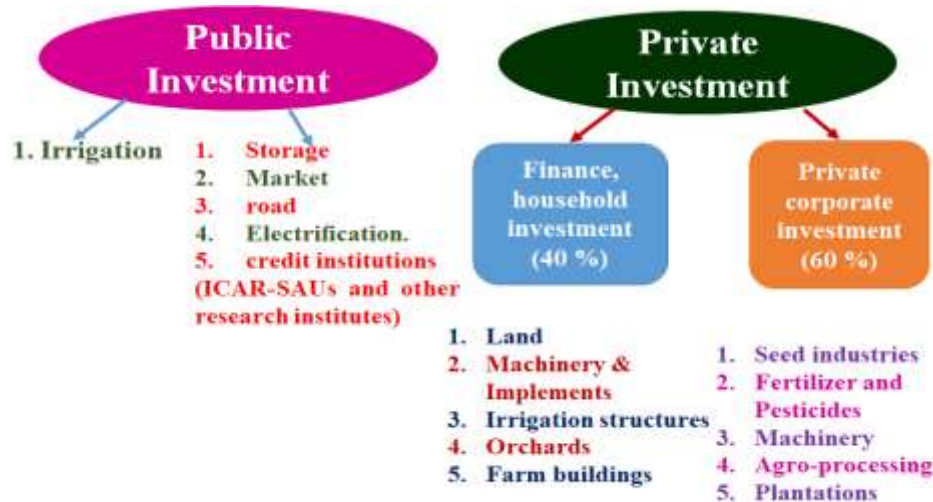 Public
Investment
1. Irrigation
1. Storage
2. Market
3. road
4. Electrification.
5. credit institutions
(ICAR-SAUs and other
research institutes)
Private
Investment
Finance,
household
investment
(40 %)
Private
corporate
investment
(60 %)
1. Land
2. Machinery &
Implements
3. Irrigation structures
4. Orchards
5. Farm buildings
1. Seed industries
2. Fertilizer and
Pesticides
3. Machinery
4. Agro-processing
5. Plantations